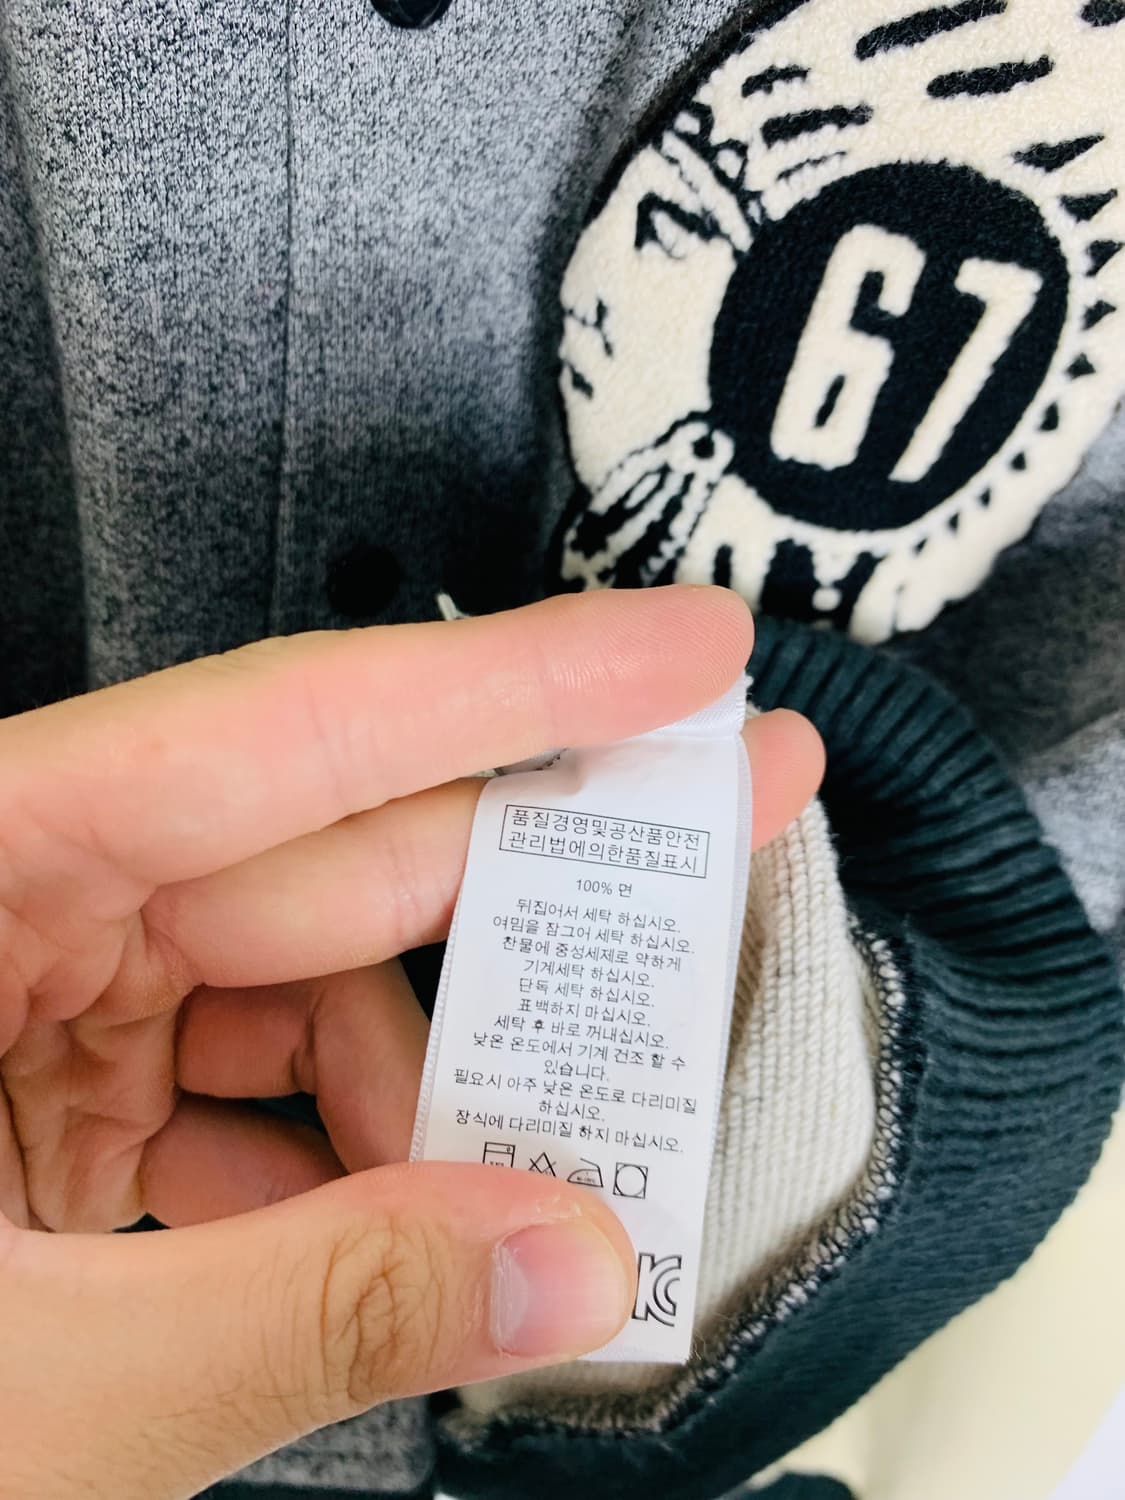 67
품질경영및공산품안전
관리법에의한품질표시
100% 면
뒤집어서 세탁 하십시오.
여밈을 잠그어 세탁 하십시오.
찬물에 중성세제로 약하게
기계세탁 하십시오.
단독 세탁 하십시오.
표백하지 마십시오.
세탁 후 바로 꺼내십시오.
낮은 온도에서 기계 건조 할 수
있습니다.
필요시 아주 낮은 온도로 다리미질
하십시오.
장식에 다리미질 하지 마십시오.